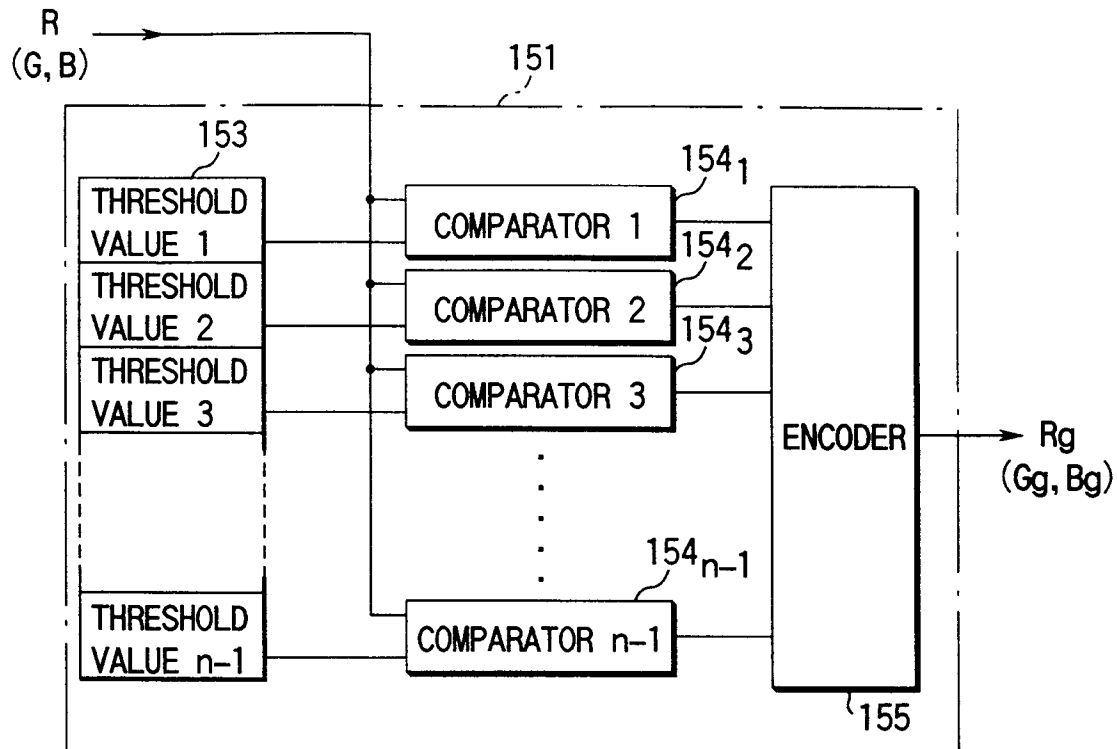 R
(G, B)
151
153
THRESHOLD
VALUE 1
THRESHOLD
VALUE 2
THRESHOLD
VALUE 3
THRESHOLD
VALUE n-1
154₁
COMPARATOR 1
154₂
COMPARATOR 2
154₃
COMPARATOR 3
154ₙ₋₁
COMPARATOR n-1
ENCODER
155
Rg
(Gg, Bg)